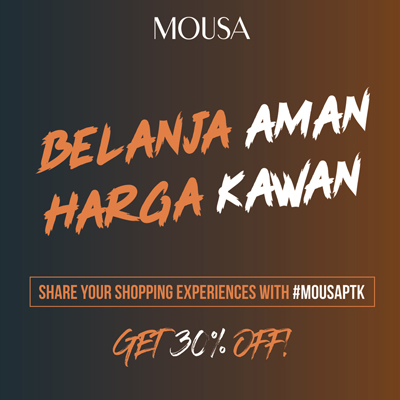 MOUSA
BELANJA AMAN
HARGA KAWAN
SHARE YOUR SHOPPING EXPERIENCES WITH #MOUSAPTK
GET 30% OFF!